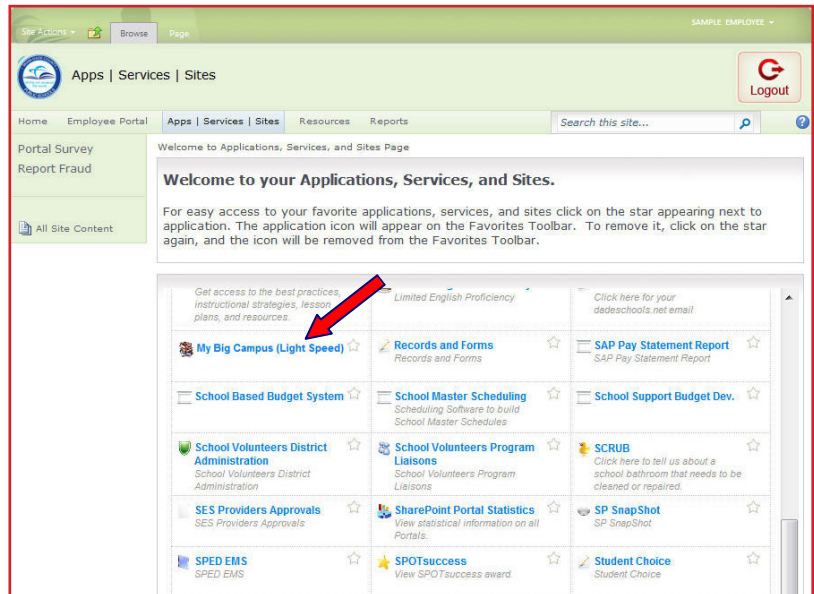 SAMPLE EMPLOYEE
Site Actions
Browse
Page
Apps | Services | Sites
Logout
Home Employee Portal Apps | Services | Sites Resources Reports
Search this site...
Portal Survey
Report Fraud
All Site Content
Welcome to Applications, Services, and Sites Page
Welcome to your Applications, Services, and Sites.
For easy access to your favorite applications, services, and sites click on the star appearing next to
application. The application icon will appear on the Favorites Toolbar. To remove it, click on the star
again, and the icon will be removed from the Favorites Toolbar.
Get access to the best practices,
instructional strategies, lesson
plans, and resources.
Limited English Proficiency
Click here for your
dadeschools.net email
My Big Campus (Light Speed)
Records and Forms
Records and Forms
SAP Pay Statement Report
SAP Pay Statement Report
School Based Budget System
School Master Scheduling
Scheduling Software to build
School Master Schedules
School Support Budget Dev.
School Volunteers District
Administration
School Volunteers District
Administration
School Volunteers Program
Liaisons
School Volunteers Program
Liaisons
SCRUB
Click here to tell us about a
school bathroom that needs to be
cleaned or repaired.
SES Providers Approvals
SES Providers Approvals
SharePoint Portal Statistics
View statistical information on all
Portals.
SP SnapShot
SP SnapShot
SPED EMS
SPED EMS
SPOTsuccess
View SPOTsuccess award.
Student Choice
Student Choice